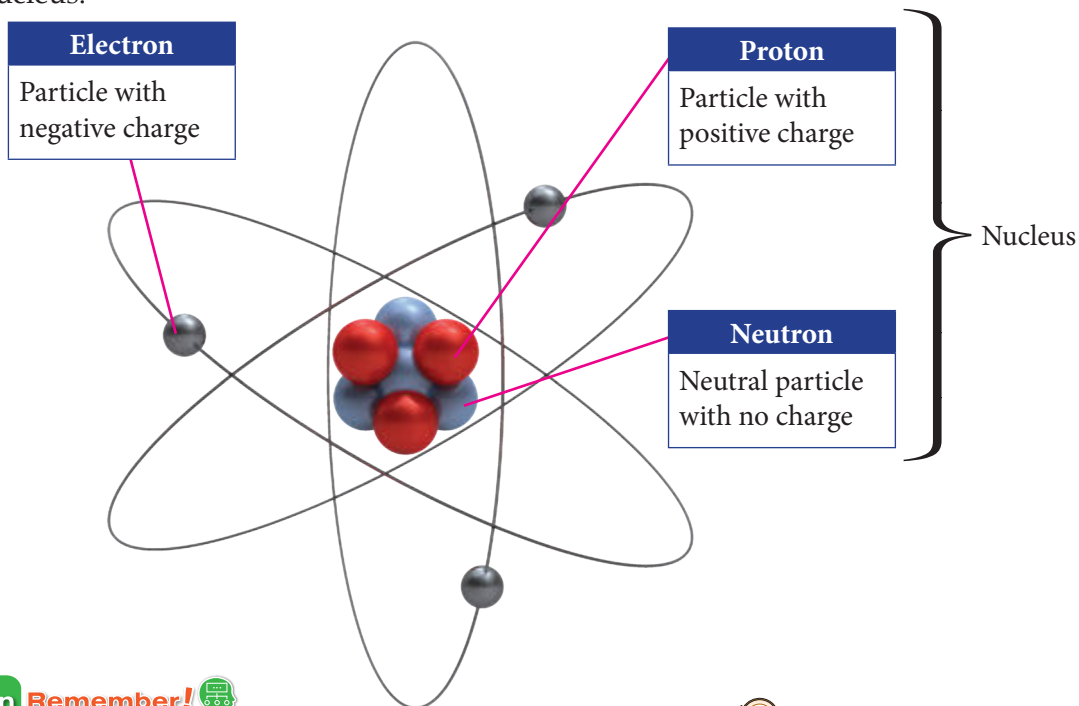 Electron
Particle with
negative charge
Proton
Particle with
positive charge
Nucleus
Neutron
Neutral particle
with no charge
Remember!